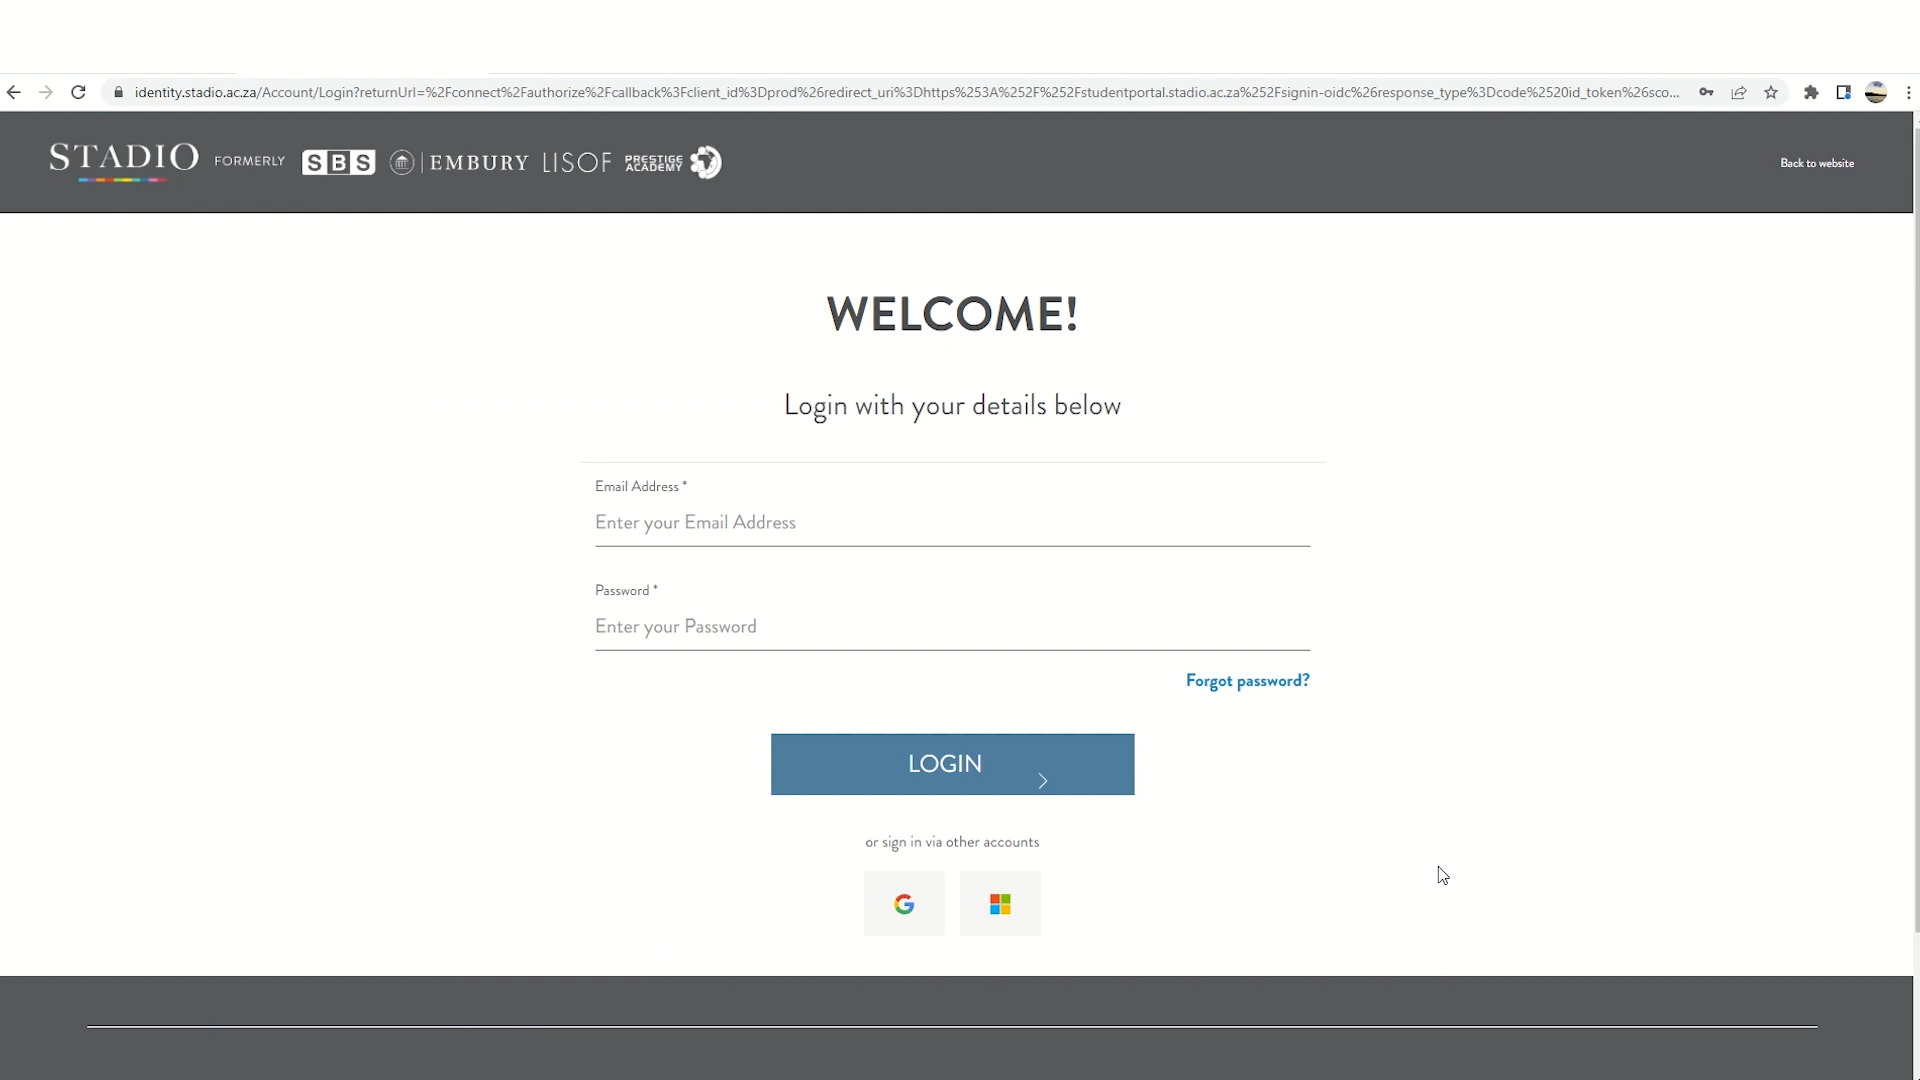 identity.stadio.ac.za/Account/Login?returnUrl=%2Fconnect%2Fauthorize%2Fcallback%3Fclient_id%3Dprod%26redirect_uri%3Dhttps%253A%252F%252Fstudentportal.stadio.ac.za%252Fsignin-oidc%26response_type%3Dcode%2520id_token%26sco...
STADIO FORMERLY SBS EMBURY LISOF PRESTIGE ACADEMY
Back to website
WELCOME!
Login with your details below
Email Address *
Enter your Email Address
Password *
Enter your Password
Forgot password?
LOGIN
or sign in via other accounts